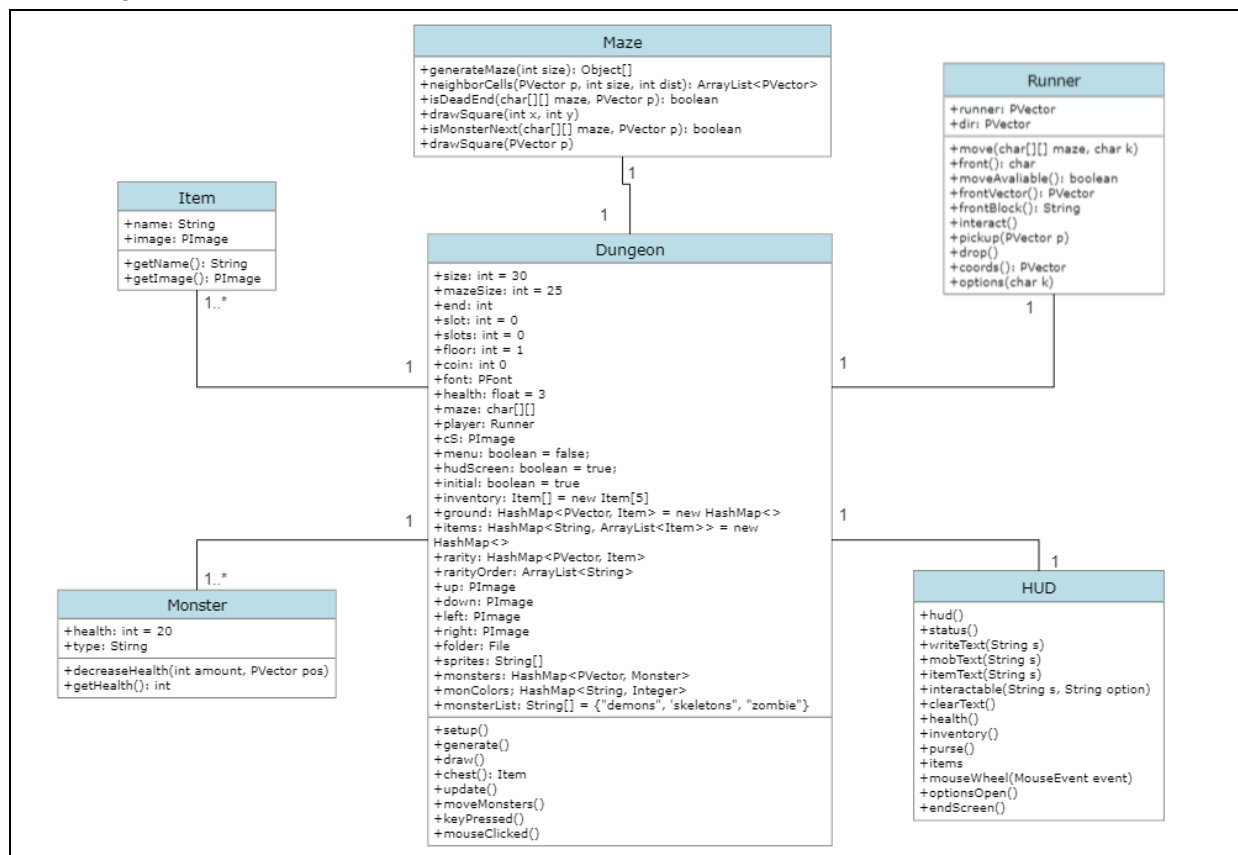 Maze
+generateMaze(int size): Object[]
+neighborCells(PVector p, int size, int dist): ArrayList<PVector>
+isDeadEnd(char[][] maze, PVector p): boolean
+drawSquare(int x, int y)
+isMonsterNext(char[][] maze, PVector p): boolean
+drawSquare(PVector p)
1
1
Runner
+runner: PVector
+dir: PVector
+move(char[][] maze, char k)
+front(): char
+moveAvaliable(): boolean
+frontVector(): PVector
+frontBlock(): String
+interact()
+pickup(PVector p)
+drop()
+coords(): PVector
+options(char k)
1
1
Item
+name: String
+image: PImage
+getName(): String
+getImage(): PImage
1..*
1
Dungeon
+size: int = 30
+mazeSize: int = 25
+end: int
+slot: int = 0
+slots: int = 0
+floor: int = 1
+coin: int 0
+font: PFont
+health: float = 3
+maze: char[][]
+player: Runner
+cS: PImage
+menu: boolean = false;
+hudScreen: boolean = true;
+initial: boolean = true
+inventory: Item[] = new Item[5]
+ground: HashMap<PVector, Item> = new HashMap<>
+items: HashMap<String, ArrayList<Item>> = new
HashMap<>
+rarity: HashMap<PVector, Item>
+rarityOrder: ArrayList<String>
+up: PImage
+down: PImage
+left: PImage
+right: PImage
+folder: File
+sprites: String[]
+monsters: HashMap<PVector, Monster>
+monColors; HashMap<String, Integer>
+monsterList: String[] = {"demons", 'skeletons", "zombie"}
+setup()
+generate()
+draw()
+chest(): Item
+update()
+moveMonsters()
+keyPressed()
+mouseClicked()
1
1..*
Monster
+health: int = 20
+type: Stirng
+decreaseHealth(int amount, PVector pos)
+getHealth(): int
1
1
HUD
+hud()
+status()
+writeText(String s)
+mobText(String s)
+itemText(String s)
+interactable(String s, String option)
+clearText()
+health()
+inventory()
+purse()
+items
+mouseWheel(MouseEvent event)
+optionsOpen()
+endScreen()